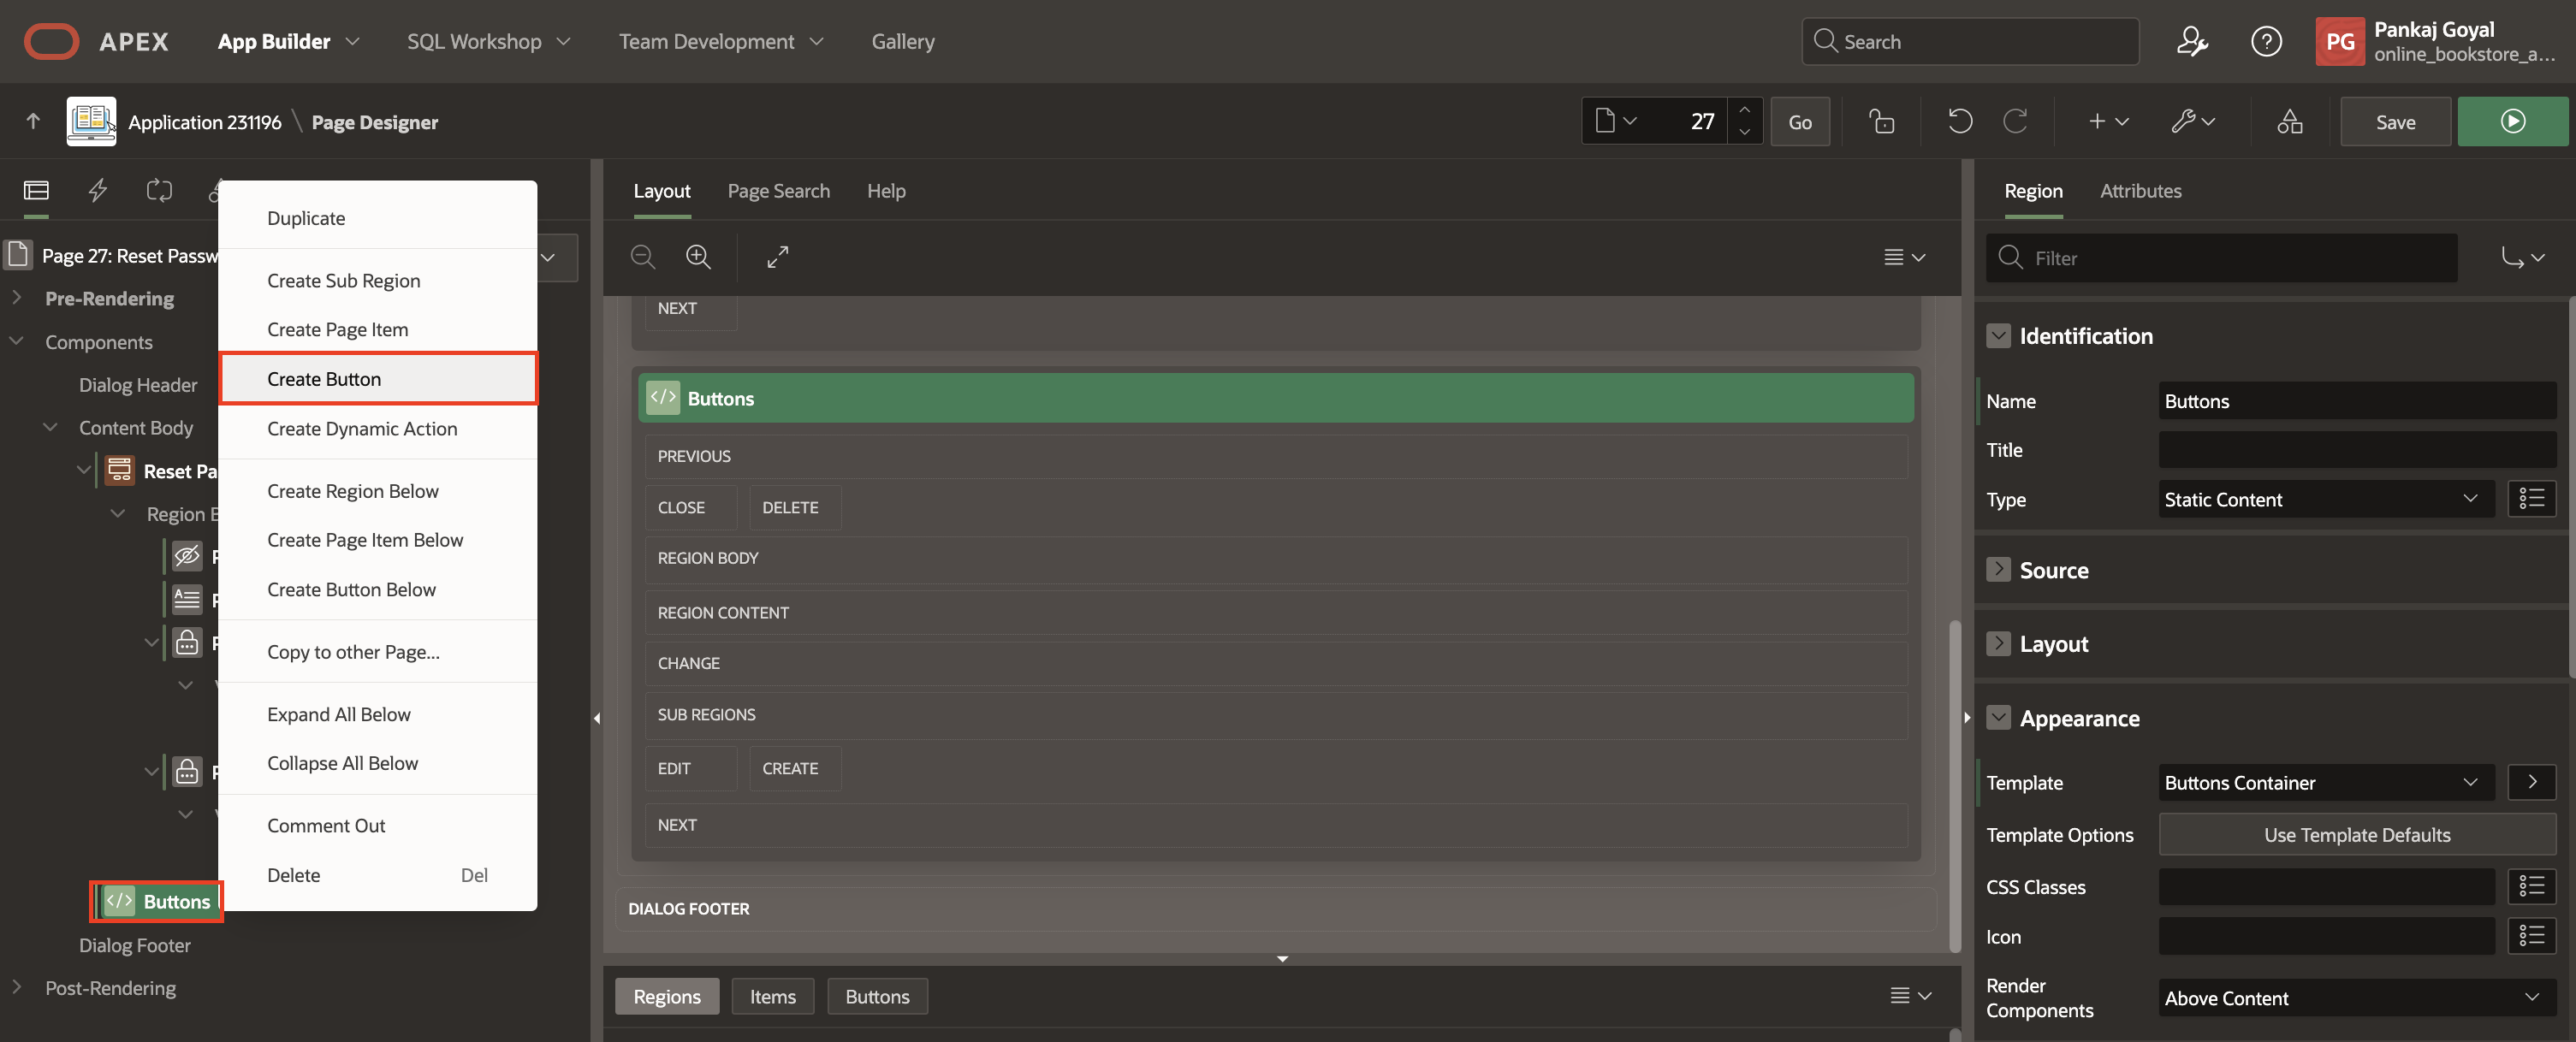 APEX
App Builder
SQL Workshop
Team Development
Gallery
Search
PG
Pankaj Goyal
online_bookstore_a...
Application 231196 \ Page Designer
27
Go
Save
Page 27: Reset Passw
Pre-Rendering
Components
Dialog Header
Content Body
Reset Pa
Region B
Buttons
Dialog Footer
Post-Rendering
Duplicate
Create Sub Region
Create Page Item
Create Button
Create Dynamic Action
Create Region Below
Create Page Item Below
Create Button Below
Copy to other Page...
Expand All Below
Collapse All Below
Comment Out
Delete Del
Layout
Page Search
Help
NEXT
Buttons
PREVIOUS
CLOSE
DELETE
REGION BODY
REGION CONTENT
CHANGE
SUB REGIONS
EDIT
CREATE
NEXT
DIALOG FOOTER
Regions
Items
Buttons
Region
Attributes
Filter
Identification
Name
Buttons
Title
Type
Static Content
Source
Layout
Appearance
Template
Buttons Container
Template Options
Use Template Defaults
CSS Classes
Icon
Render
Components
Above Content